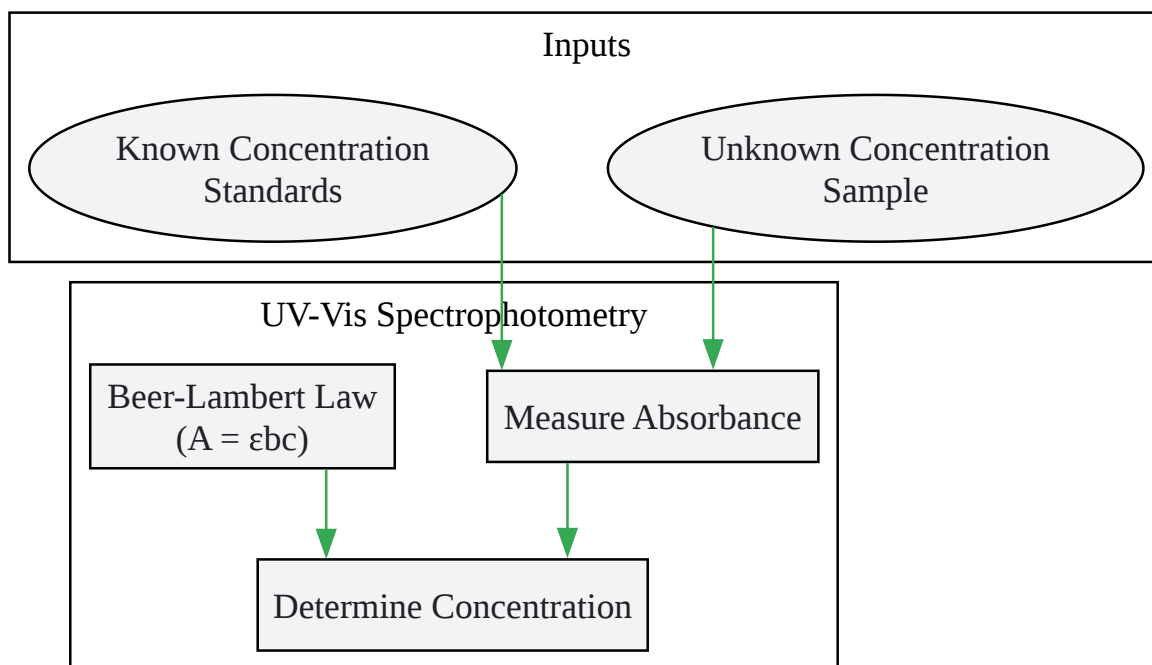 Inputs
Known Concentration
Standards
Unknown Concentration
Sample
UV-Vis Spectrophotometry
Beer-Lambert Law
(A = εbc)
Measure Absorbance
Determine Concentration